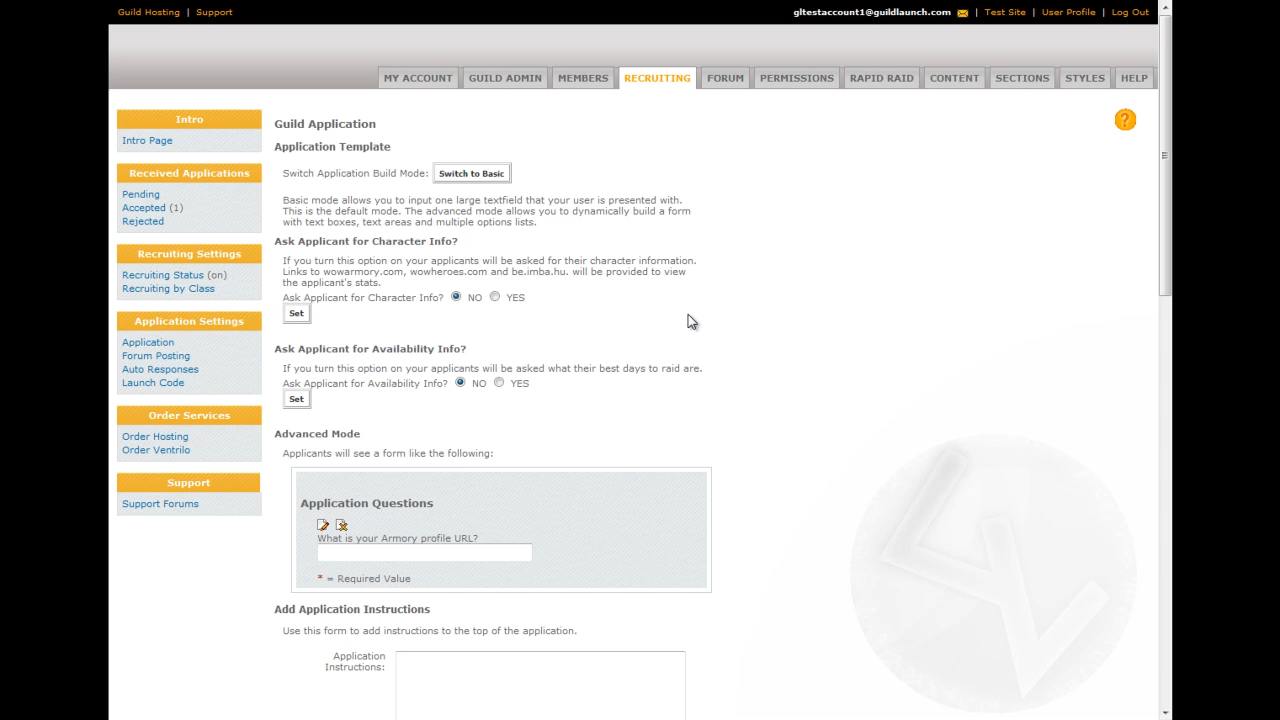 Guild Hosting | Support
gltestaccount1@guildlaunch.com | Test Site | User Profile | Log Out
MY ACCOUNT GUILD ADMIN MEMBERS RECRUITING FORUM PERMISSIONS RAPID RAID CONTENT SECTIONS STYLES HELP
Intro
Intro Page
Received Applications
Pending
Accepted (1)
Rejected
Recruiting Settings
Recruiting Status (on)
Recruiting by Class
Application Settings
Application
Forum Posting
Auto Responses
Launch Code
Order Services
Order Hosting
Order Ventrilo
Support
Support Forums
?
Guild Application
Application Template
Switch Application Build Mode: Switch to Basic
Basic mode allows you to input one large textfield that your user is presented with.
This is the default mode. The advanced mode allows you to dynamically build a form
with text boxes, text areas and multiple options lists.
Ask Applicant for Character Info?
If you turn this option on your applicants will be asked for their character information.
Links to wowarmory.com, wowheroes.com and be.imba.hu. will be provided to view
the applicant's stats.
Ask Applicant for Character Info? NO YES
Set
Ask Applicant for Availability Info?
If you turn this option on your applicants will be asked what their best days to raid are.
Ask Applicant for Availability Info? NO YES
Set
Advanced Mode
Applicants will see a form like the following:
Application Questions
What is your Armory profile URL?
* = Required Value
Add Application Instructions
Use this form to add instructions to the top of the application.
Application
Instructions: